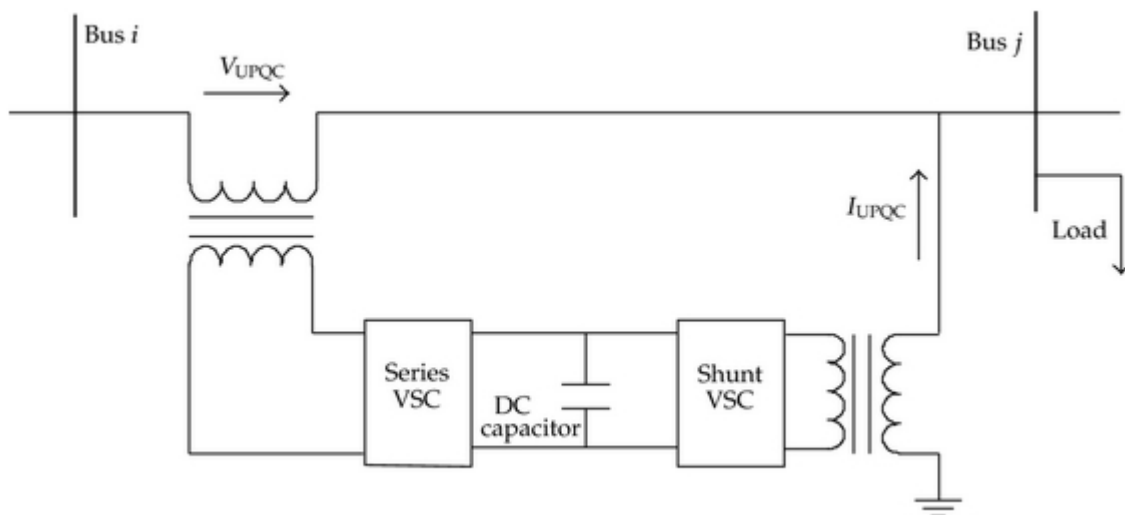 Bus i
V_UPQC
Bus j
I_UPQC
Load
Series
VSC
DC
capacitor
Shunt
VSC